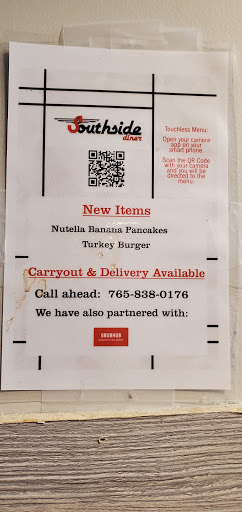 Southside
diner
Touchless Menu:
Open your camera
app on your
smart phone.
Scan the QR Code
with your camera
and you will be
directed to the
menu.
New Items
Nutella Banana Pancakes
Turkey Burger
Carryout & Delivery Available
Call ahead: 765-838-0176
We have also partnered with:
GRUBHUB